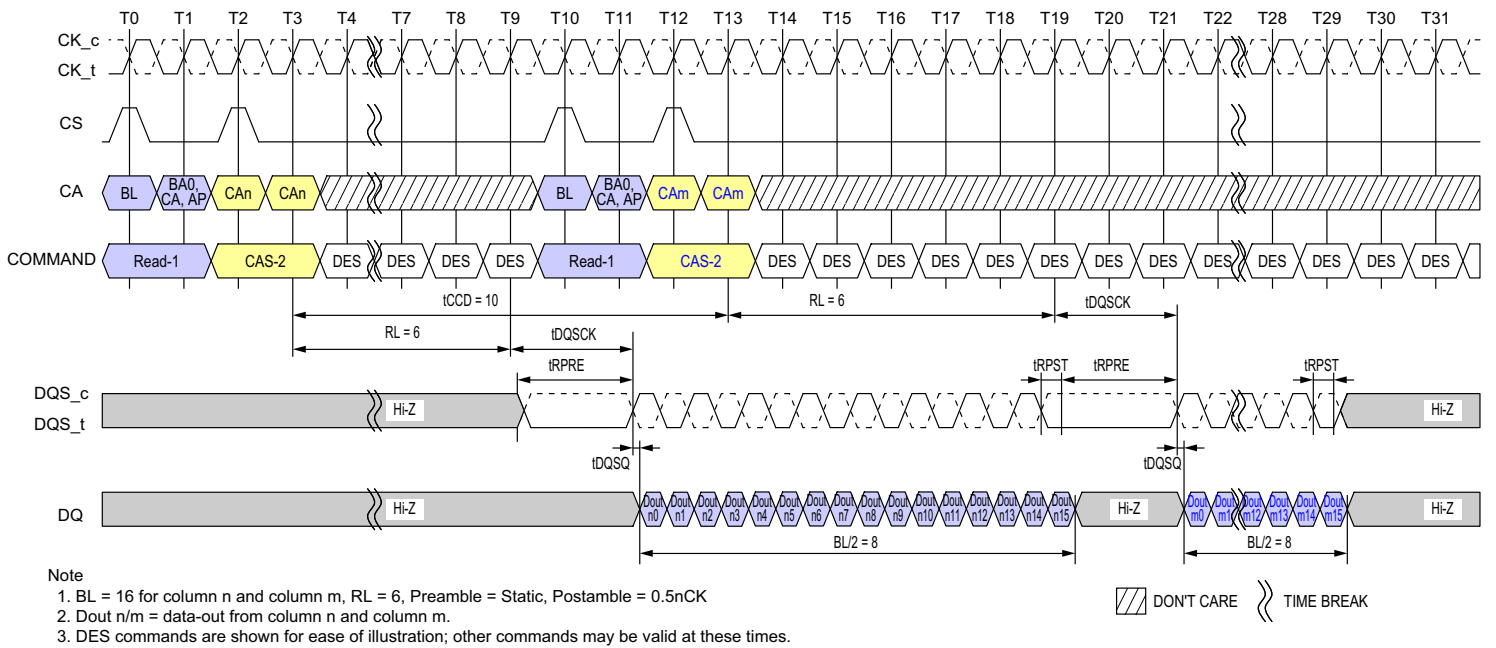 T0 T1 T2 T3 T4 T7 T8 T9 T10 T11 T12 T13 T14 T15 T16 T17 T18 T19 T20 T21 T22 T28 T29 T30 T31
CK_c
CK_t
CS
CA BL BA0, CA, AP CAn CAn BL BA0, CA, AP CAm CAm
COMMAND Read-1 CAS-2 DES DES DES DES Read-1 CAS-2 DES DES DES DES DES DES DES DES DES DES DES DES DES
tCCD = 10 RL = 6 tDQSCK
RL = 6 tDQSCK
tRPRE tRPST tRPRE tRPST
DQS_c
DQS_t
Hi-Z Hi-Z
tDQSQ tDQSQ
DQ Hi-Z Dout n0 Dout n1 Dout n2 Dout n3 Dout n4 Dout n5 Dout n6 Dout n7 Dout n8 Dout n9 Dout n10 Dout n11 Dout n12 Dout n13 Dout n14 Dout n15 Hi-Z Dout m0 Dout m1 Dout m12 Dout m13 Dout m14 Dout m15 Hi-Z
BL/2 = 8 BL/2 = 8
Note
1. BL = 16 for column n and column m, RL = 6, Preamble = Static, Postamble = 0.5nCK
2. Dout n/m = data-out from column n and column m.
3. DES commands are shown for ease of illustration; other commands may be valid at these times.
DON'T CARE TIME BREAK